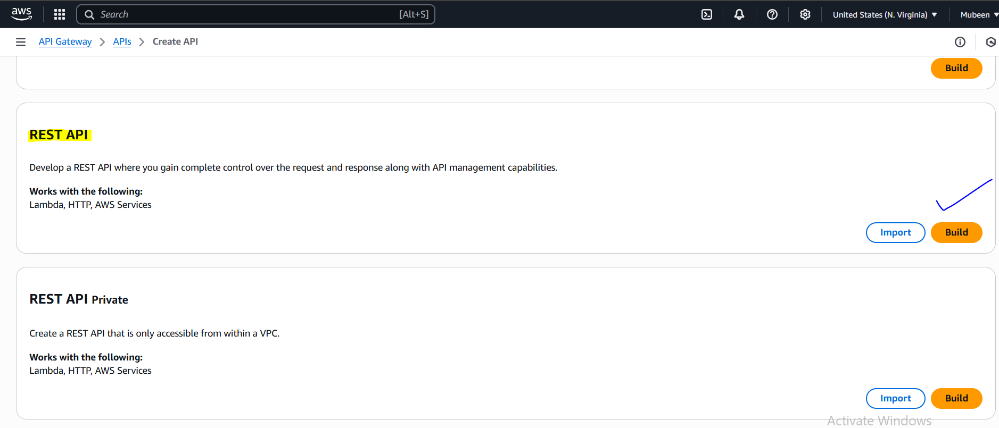 aws
Search [Alt+S]
United States (N. Virginia) Mubeen
API Gateway APIs Create API
Build
REST API
Develop a REST API where you gain complete control over the request and response along with API management capabilities.
Works with the following:
Lambda, HTTP, AWS Services
Import Build
REST API Private
Create a REST API that is only accessible from within a VPC.
Works with the following:
Lambda, HTTP, AWS Services
Import Build
Activate Windows